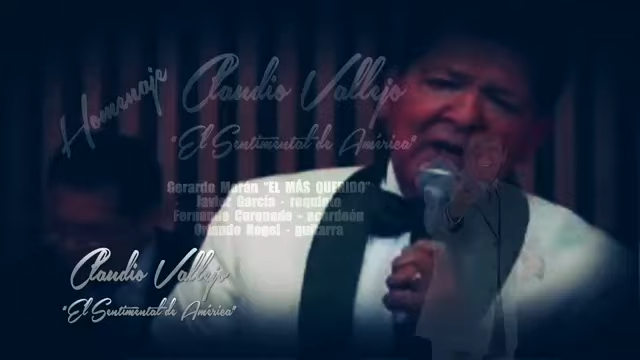 Homenaje
Claudio Vallejo
"El Sentimental de América"
Gerardo Morán "EL MÁS QUERIDO"
Javier García - requinto
Fernando Coronado - acordeón
Orlando Rogel - guitarra
Claudio Vallejo
"El Sentimental de América"